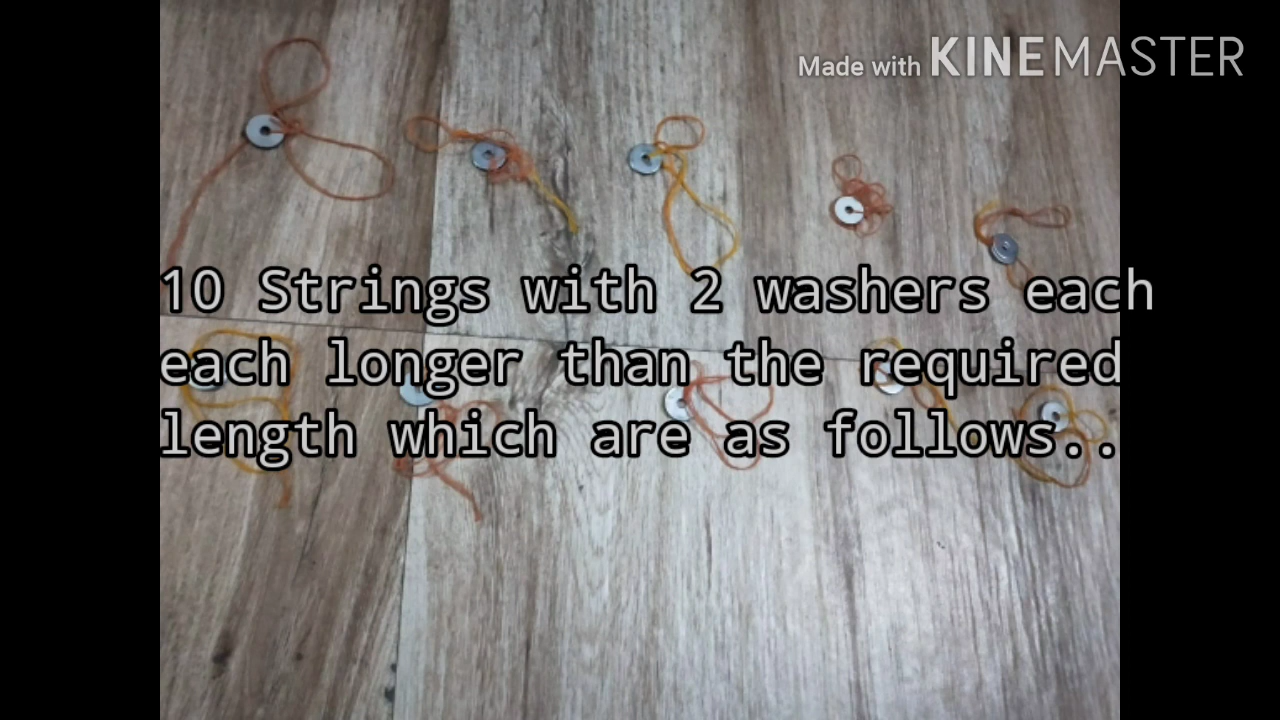 Made with KINEMASTER
10 Strings with 2 washers each
each longer than the required
length which are as follows..